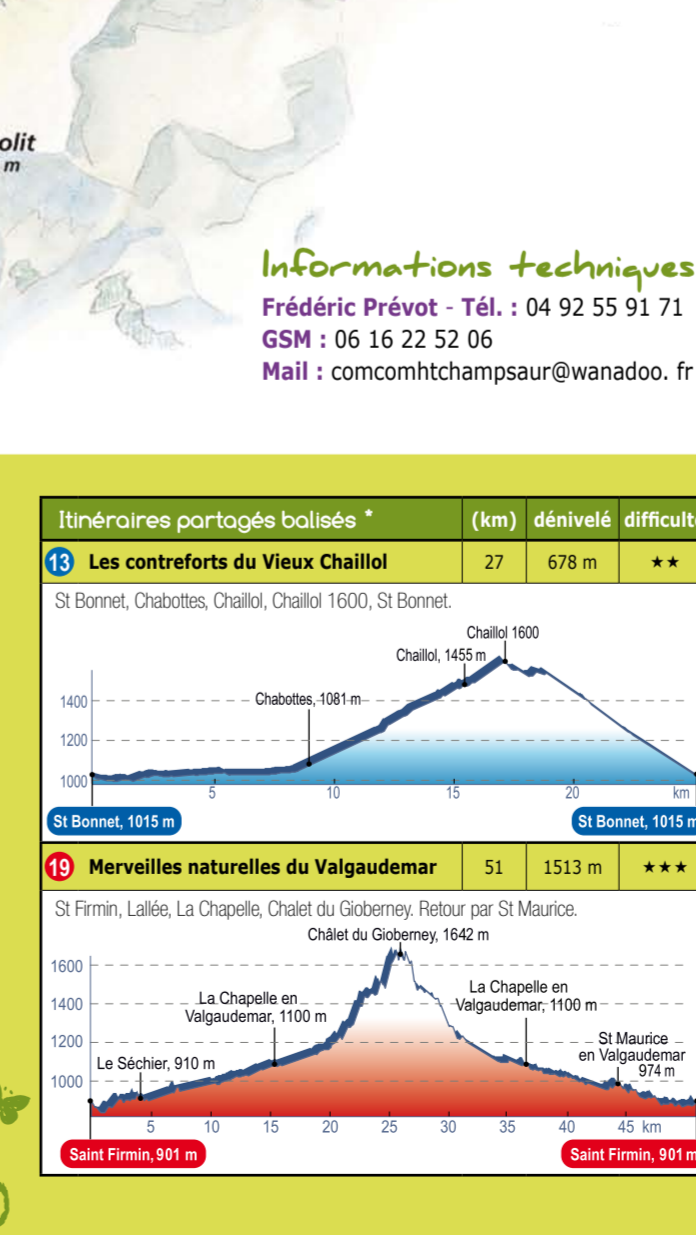 olit
m
Informations techniques
Frédéric Prévot - Tél. : 04 92 55 91 71
GSM : 06 16 22 52 06
Mail : comcomhtchampsaur@wanadoo. fr
Itinéraires partagés balisés * (km) dénivelé difficulté
13 Les contreforts du Vieux Chaillol 27 678 m ★★
St Bonnet, Chabottes, Chaillol, Chaillol 1600, St Bonnet.
Chaillol 1600
Chaillol, 1455 m
Chabottes, 1081 m
1400
1200
1000
5 10 15 20 km
St Bonnet, 1015 m St Bonnet, 1015 m
19 Merveilles naturelles du Valgaudemar 51 1513 m ★★★
St Firmin, Lallée, La Chapelle, Chalet du Gioberney. Retour par St Maurice.
Châlet du Gioberney, 1642 m
1600
1400
1200
1000
La Chapelle en
Valgaudemar, 1100 m
La Chapelle en
Valgaudemar, 1100 m
Le Séchier, 910 m
St Maurice
en Valgaudemar
974 m
5 10 15 20 25 30 35 40 45 km
Saint Firmin, 901 m Saint Firmin, 901 m